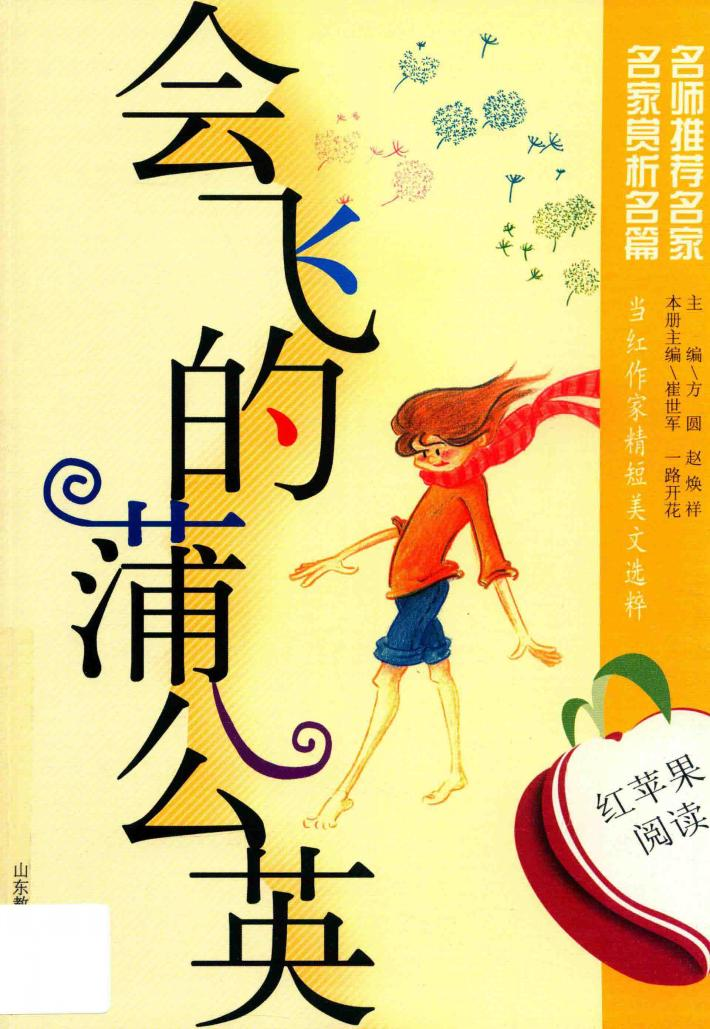 会飞的蒲公英
名师推荐名家
名家赏析名篇
主 编\方 圆 赵焕祥
本册主编\崔世军 一路开花
当红作家精短美文选粹
红苹果
阅读
山东教